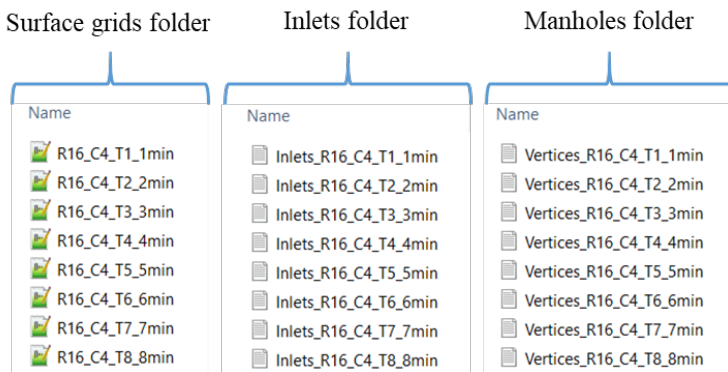 Surface grids folder
Inlets folder
Manholes folder
Name
R16_C4_T1_1min
R16_C4_T2_2min
R16_C4_T3_3min
R16_C4_T4_4min
R16_C4_T5_5min
R16_C4_T6_6min
R16_C4_T7_7min
R16_C4_T8_8min
Name
Inlets_R16_C4_T1_1min
Inlets_R16_C4_T2_2min
Inlets_R16_C4_T3_3min
Inlets_R16_C4_T4_4min
Inlets_R16_C4_T5_5min
Inlets_R16_C4_T6_6min
Inlets_R16_C4_T7_7min
Inlets_R16_C4_T8_8min
Name
Vertices_R16_C4_T1_1min
Vertices_R16_C4_T2_2min
Vertices_R16_C4_T3_3min
Vertices_R16_C4_T4_4min
Vertices_R16_C4_T5_5min
Vertices_R16_C4_T6_6min
Vertices_R16_C4_T7_7min
Vertices_R16_C4_T8_8min